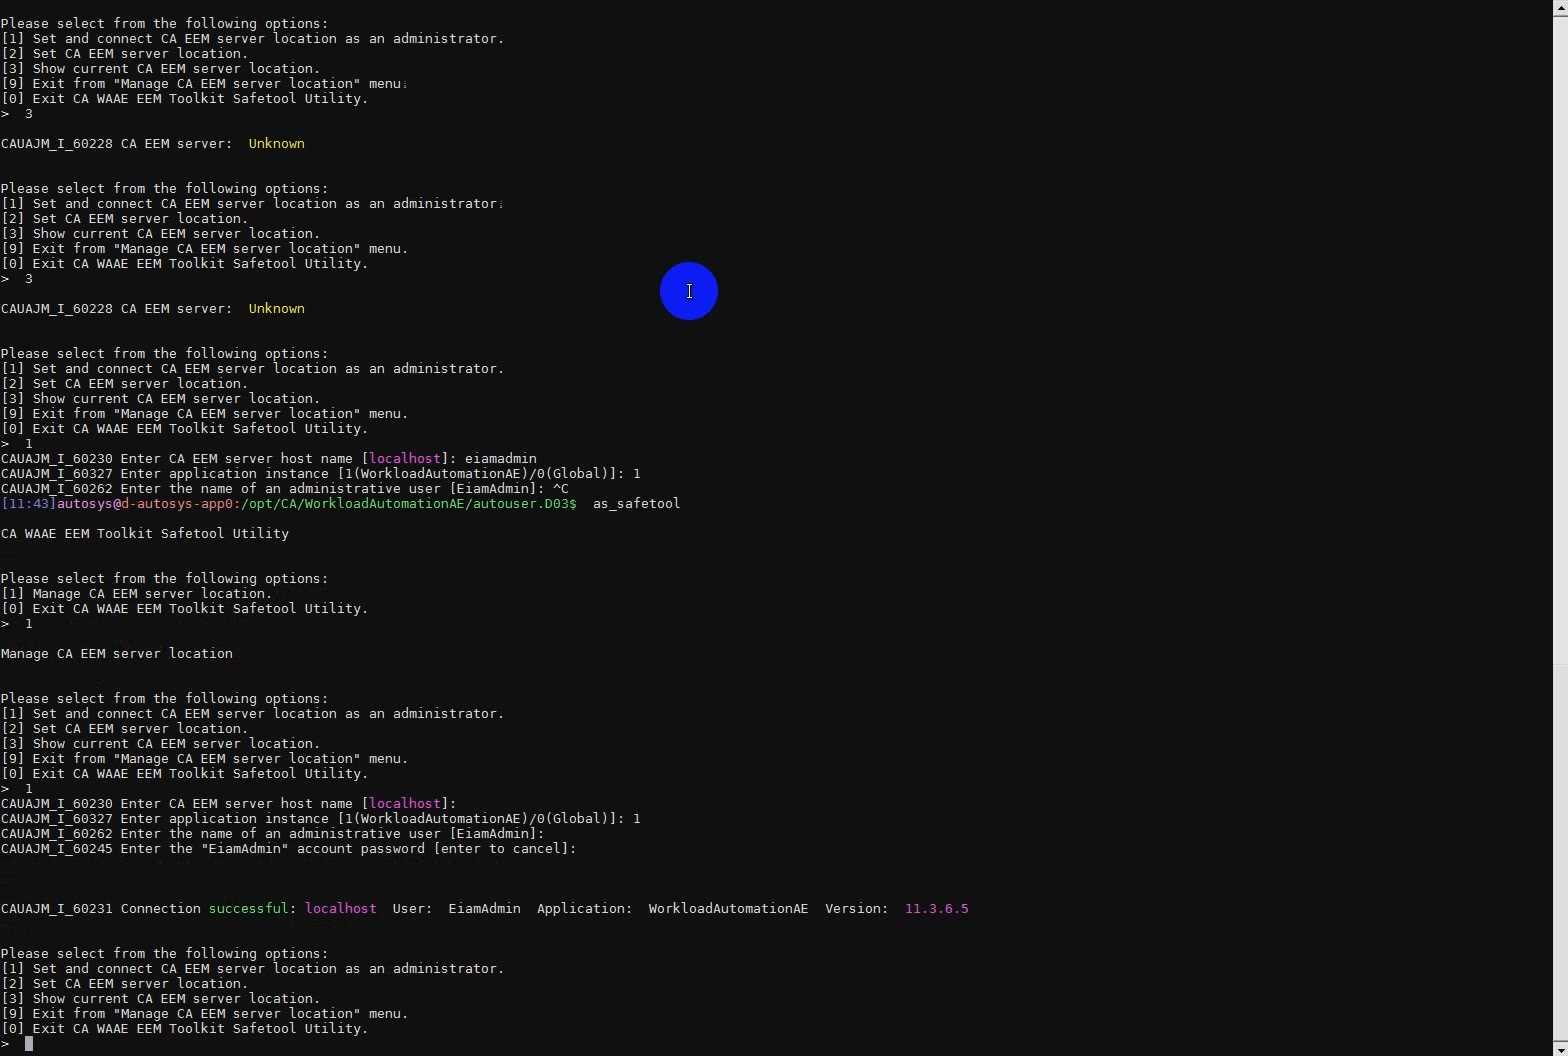 Please select from the following options:
[1] Set and connect CA EEM server location as an administrator.
[2] Set CA EEM server location.
[3] Show current CA EEM server location.
[9] Exit from "Manage CA EEM server location" menu.
[0] Exit CA WAAE EEM Toolkit Safetool Utility.
>  3
CAUAJM_I_60228 CA EEM server:  Unknown
Please select from the following options:
[1] Set and connect CA EEM server location as an administrator.
[2] Set CA EEM server location.
[3] Show current CA EEM server location.
[9] Exit from "Manage CA EEM server location" menu.
[0] Exit CA WAAE EEM Toolkit Safetool Utility.
>  3
CAUAJM_I_60228 CA EEM server:  Unknown
Please select from the following options:
[1] Set and connect CA EEM server location as an administrator.
[2] Set CA EEM server location.
[3] Show current CA EEM server location.
[9] Exit from "Manage CA EEM server location" menu.
[0] Exit CA WAAE EEM Toolkit Safetool Utility.
>  1
CAUAJM_I_60230 Enter CA EEM server host name [localhost]: eiamadmin
CAUAJM_I_60327 Enter application instance [1(WorkloadAutomationAE)/0(Global)]: 1
CAUAJM_I_60262 Enter the name of an administrative user [EiamAdmin]: ^C
[11:43]autosys@d-autosys-app0:/opt/CA/WorkloadAutomationAE/autouser.D03$  as_safetool
CA WAAE EEM Toolkit Safetool Utility
Please select from the following options:
[1] Manage CA EEM server location.
[0] Exit CA WAAE EEM Toolkit Safetool Utility.
>  1
Manage CA EEM server location
Please select from the following options:
[1] Set and connect CA EEM server location as an administrator.
[2] Set CA EEM server location.
[3] Show current CA EEM server location.
[9] Exit from "Manage CA EEM server location" menu.
[0] Exit CA WAAE EEM Toolkit Safetool Utility.
>  1
CAUAJM_I_60230 Enter CA EEM server host name [localhost]:
CAUAJM_I_60327 Enter application instance [1(WorkloadAutomationAE)/0(Global)]: 1
CAUAJM_I_60262 Enter the name of an administrative user [EiamAdmin]:
CAUAJM_I_60245 Enter the "EiamAdmin" account password [enter to cancel]:
CAUAJM_I_60231 Connection successful: localhost  User:  EiamAdmin  Application:  WorkloadAutomationAE  Version:  11.3.6.5
Please select from the following options:
[1] Set and connect CA EEM server location as an administrator.
[2] Set CA EEM server location.
[3] Show current CA EEM server location.
[9] Exit from "Manage CA EEM server location" menu.
[0] Exit CA WAAE EEM Toolkit Safetool Utility.
>